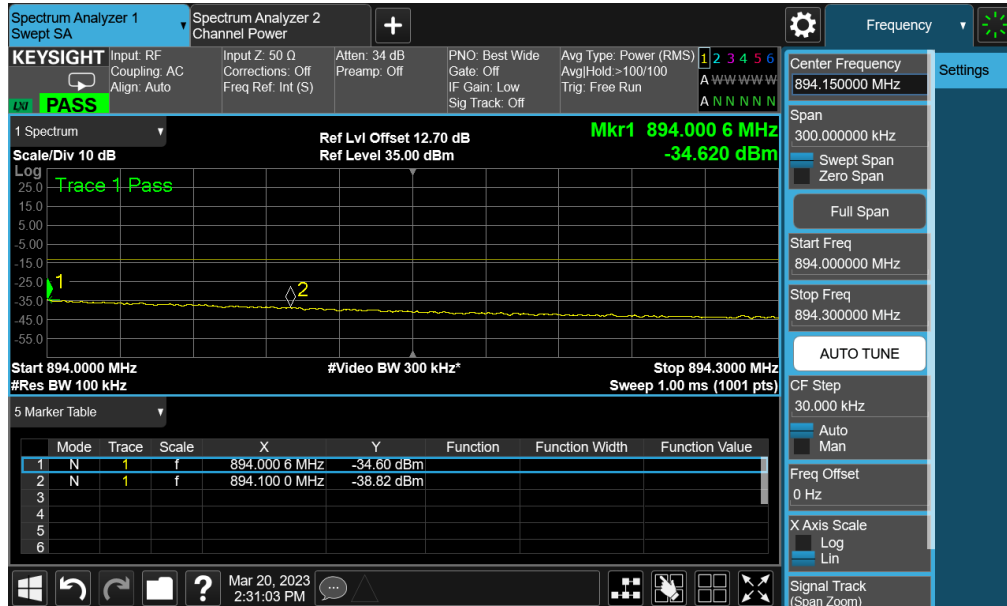 Spectrum Analyzer 1
Swept SA
Spectrum Analyzer 2
Channel Power
Frequency
KEYSIGHT
Input: RF
Coupling: AC
Align: Auto
Input Z: 50 Ω
Corrections: Off
Freq Ref: Int (S)
Atten: 34 dB
Preamp: Off
PNO: Best Wide
Gate: Off
IF Gain: Low
Sig Track: Off
Avg Type: Power (RMS)
Avg|Hold:>100/100
Trig: Free Run
1 2 3 4 5 6
A W W W W W
A N N N N N
LXI PASS
Center Frequency
894.150000 MHz
Settings
Span
300.000000 kHz
Swept Span
Zero Span
Full Span
Start Freq
894.000000 MHz
Stop Freq
894.300000 MHz
AUTO TUNE
CF Step
30.000 kHz
Auto
Man
Freq Offset
0 Hz
X Axis Scale
Log
Lin
Signal Track
(Span Zoom)
1 Spectrum
Scale/Div 10 dB
Ref Lvl Offset 12.70 dB
Ref Level 35.00 dBm
Mkr1 894.000 6 MHz
-34.620 dBm
Log
Trace 1 Pass
25.0
15.0
5.00
-5.00
-15.0
-25.0
-35.0
-45.0
-55.0
1
2
Start 894.0000 MHz
#Video BW 300 kHz*
Stop 894.3000 MHz
#Res BW 100 kHz
Sweep 1.00 ms (1001 pts)
5 Marker Table
Mode Trace Scale X Y Function Function Width Function Value
1 N 1 f 894.000 6 MHz -34.60 dBm
2 N 1 f 894.100 0 MHz -38.82 dBm
3
4
5
6
?
Mar 20, 2023
2:31:03 PM